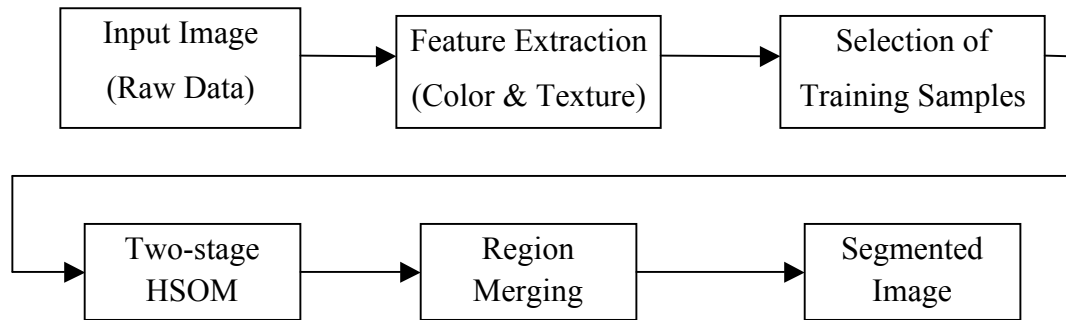 Input Image
(Raw Data)
Feature Extraction
(Color & Texture)
Selection of
Training Samples
Two-stage
HSOM
Region
Merging
Segmented
Image